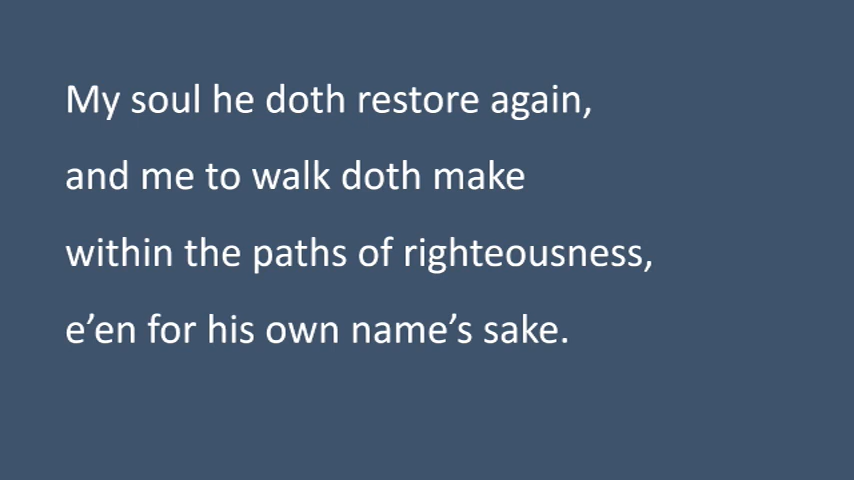 My soul he doth restore again,
and me to walk doth make
within the paths of righteousness,
e’en for his own name’s sake.